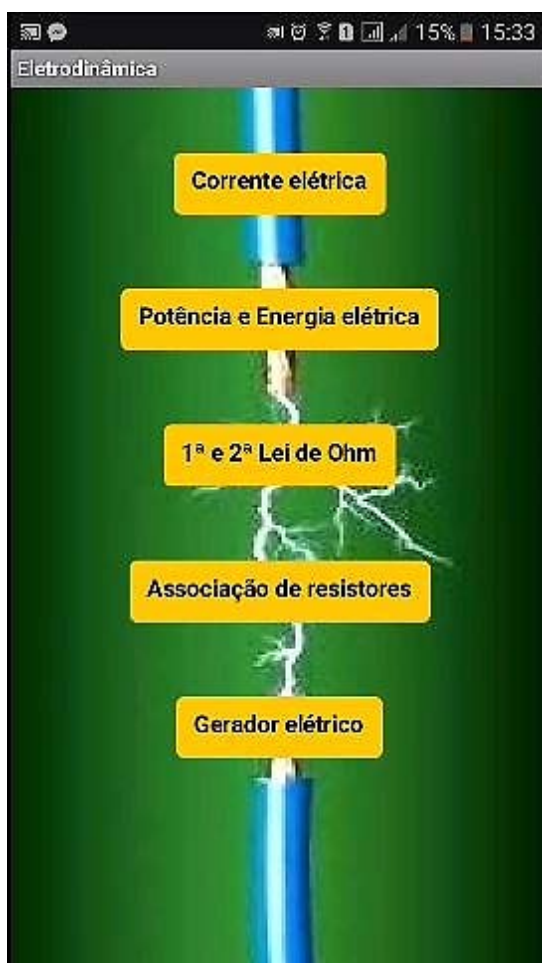 1 15% 15:33
Eletrodinâmica
Corrente elétrica
Potência e Energia elétrica
1ª e 2ª Lei de Ohm
Associação de resistores
Gerador elétrico